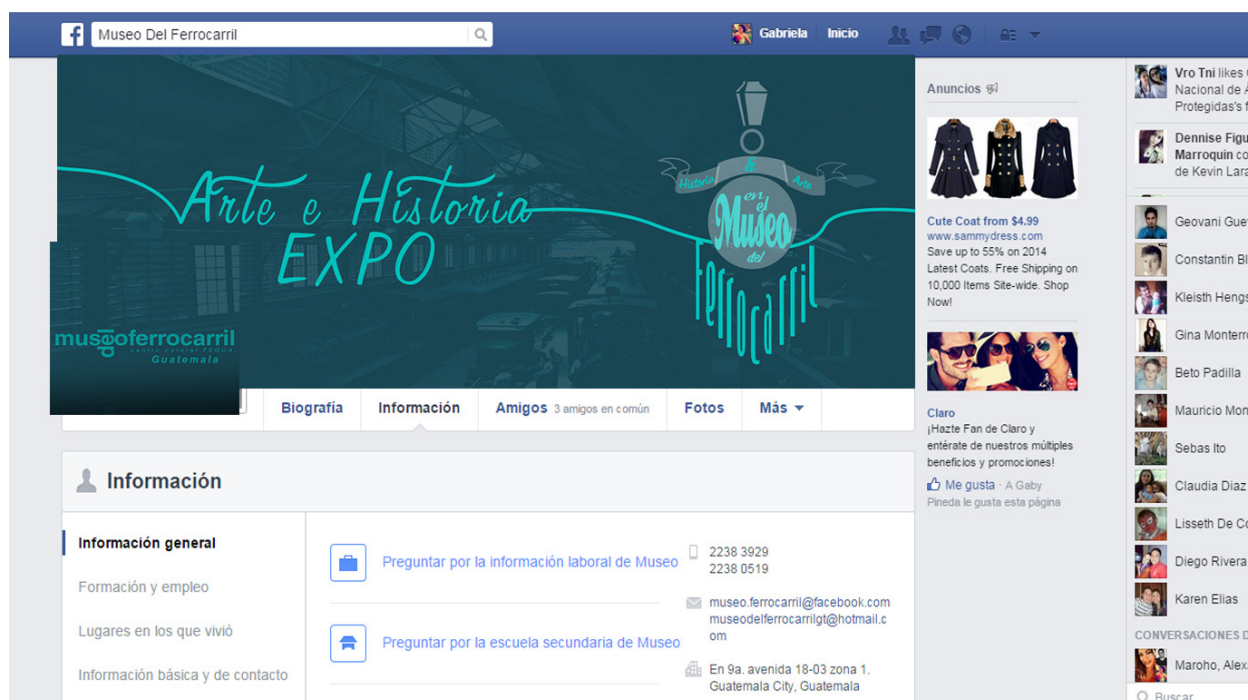 Museo Del Ferrocarril
Gabriela
Inicio
Arte e Historia
EXPO
Historia & Arte
en
el
Museo
del
Ferrocarril
museoferrocarril
del
Guatemala
Biografía
Información
Amigos 3 amigos en común
Fotos
Más
Información
Información general
Formación y empleo
Lugares en los que vivió
Información básica y de contacto
Preguntar por la información laboral de Museo
Preguntar por la escuela secundaria de Museo
2238 3929
2238 0519
museo.ferrocarril@facebook.com
museodelferrocarrilgt@hotmail.c
om
En 9a. avenida 18-03 zona 1.
Guatemala City, Guatemala
Anuncios
Cute Coat from $4.99
www.sammydress.com
Save up to 55% on 2014
Latest Coats. Free Shipping on
10,000 Items Site-wide. Shop
Now!
Claro
¡Hazte Fan de Claro y
entérate de nuestros múltiples
beneficios y promociones!
Me gusta · A Gaby
Pineda le gusta esta página
Vro Tni likes
Nacional de
Protegidas's
Dennise
Marroquin
de Kevin Lara
Geovani
Constantin
Kleisth
Gina
Beto Padilla
Mauricio
Sebas Ito
Claudia Diaz
Lisseth De
Diego Rivera
Karen Elias
CONVERSACIONES
Maroho,
Buscar